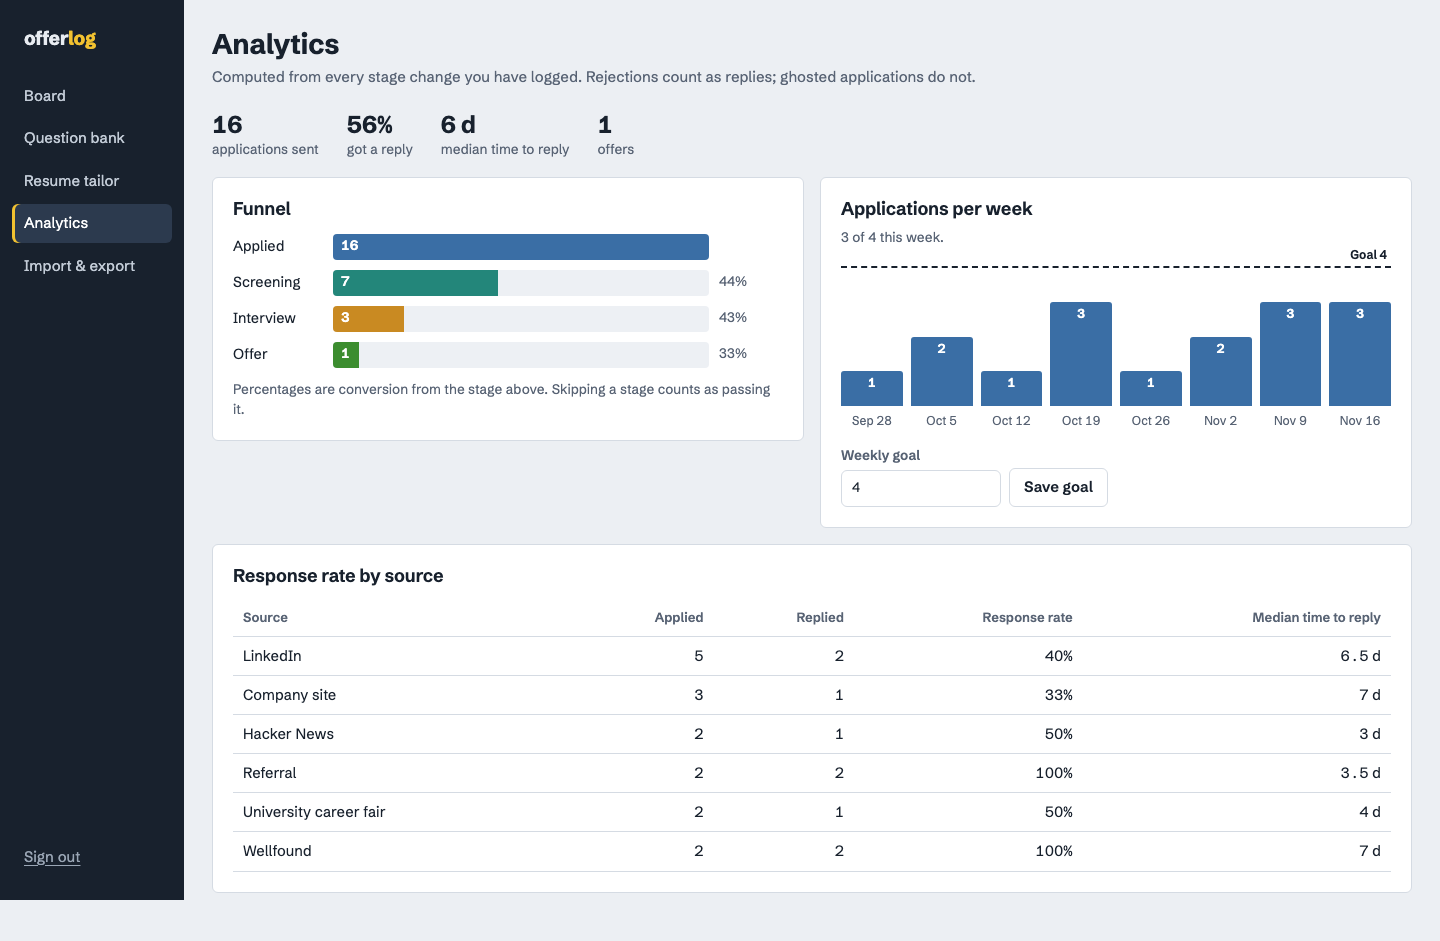 offerlog
Board
Question bank
Resume tailor
Analytics
Import & export
Sign out
Analytics
Computed from every stage change you have logged. Rejections count as replies; ghosted applications do not.
16 56% 6 d 1
applications sent got a reply median time to reply offers
Funnel
Applied 16
Screening 7 44%
Interview 3 43%
Offer 1 33%
Percentages are conversion from the stage above. Skipping a stage counts as passing
it.
Applications per week
3 of 4 this week.
Goal 4
1 2 1 3 1 2 3 3
Sep 28 Oct 5 Oct 12 Oct 19 Oct 26 Nov 2 Nov 9 Nov 16
Weekly goal
4 Save goal
Response rate by source
Source Applied Replied Response rate Median time to reply
LinkedIn 5 2 40% 6.5 d
Company site 3 1 33% 7 d
Hacker News 2 1 50% 3 d
Referral 2 2 100% 3.5 d
University career fair 2 1 50% 4 d
Wellfound 2 2 100% 7 d